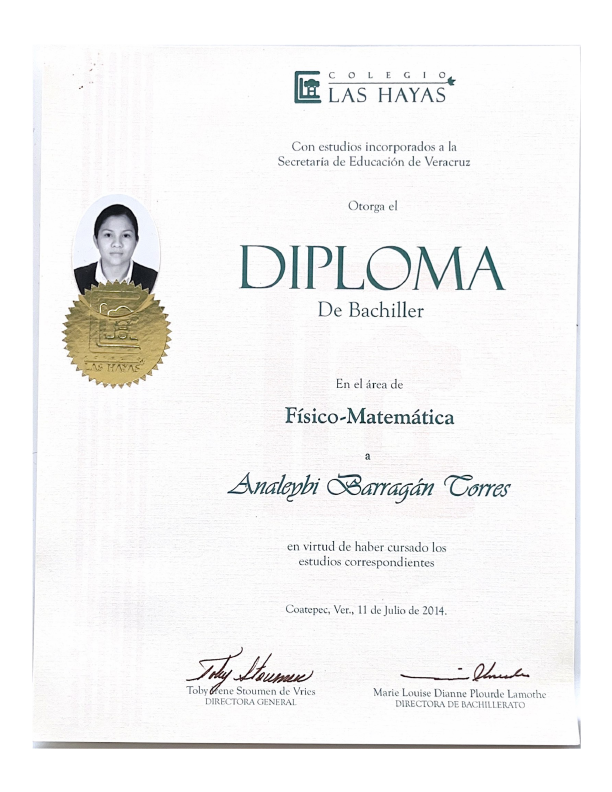 COLEGIO
LAS HAYAS
Con estudios incorporados a la
Secretaría de Educación de Veracruz
Otorga el
DIPLOMA
De Bachiller
LAS HAYAS
En el área de
Físico-Matemática
a
Analeybi Barragán Torres
en virtud de haber cursado los
estudios correspondientes
Coatepec, Ver., 11 de Julio de 2014.
Toby Stoumen
Toby Irene Stoumen de Vries
DIRECTORA GENERAL
Marie Louise Dianne Plourde Lamothe
DIRECTORA DE BACHILLERATO